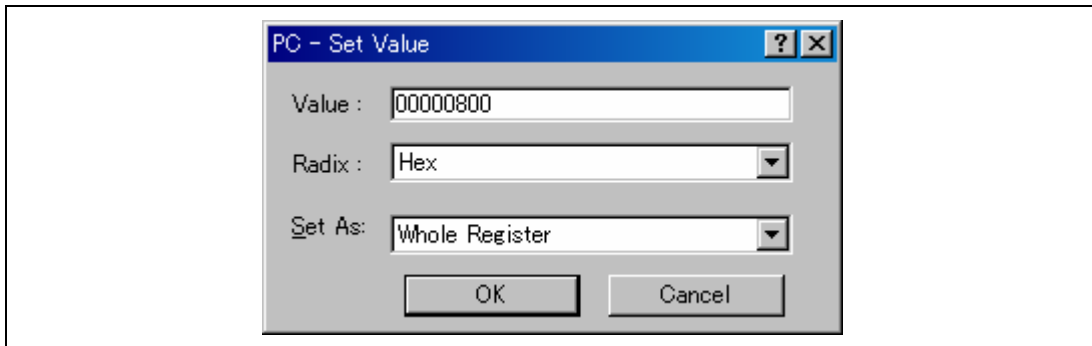 PC - Set Value
Value : 00000800
Radix : Hex
Set As: Whole Register
OK Cancel